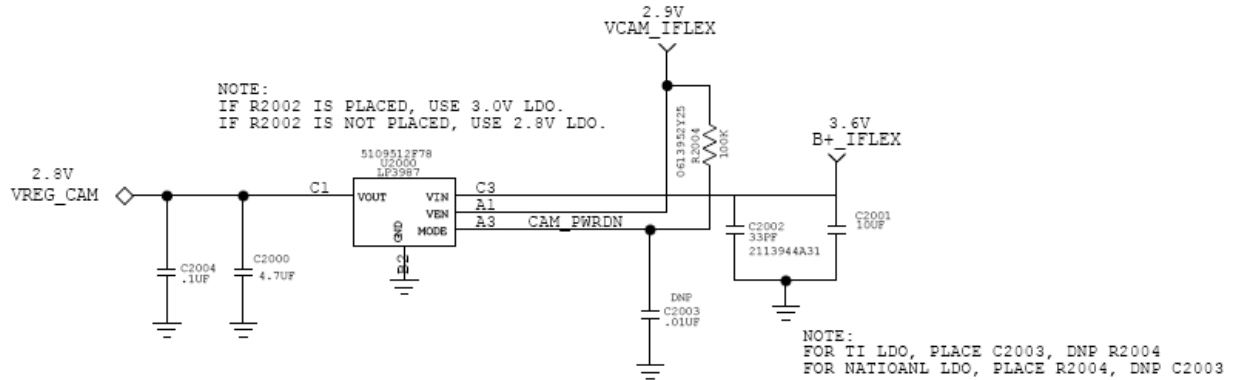 2.9V
VCAM_IFLEX
NOTE:
IF R2002 IS PLACED, USE 3.0V LDO.
IF R2002 IS NOT PLACED, USE 2.8V LDO.
0613952Y25
R2004
100K
3.6V
B+_IFLEX
5109512F78
U2000
LP3987
2.8V
VREG_CAM
C1
VOUT
VIN
C3
VEN
A1
MODE
A3
CAM_PWRDN
GND
B2
C2002
33PF
2113944A31
C2001
10UF
C2004
.1UF
C2000
4.7UF
DNP
C2003
.01UF
NOTE:
FOR TI LDO, PLACE C2003, DNP R2004
FOR NATIOANL LDO, PLACE R2004, DNP C2003